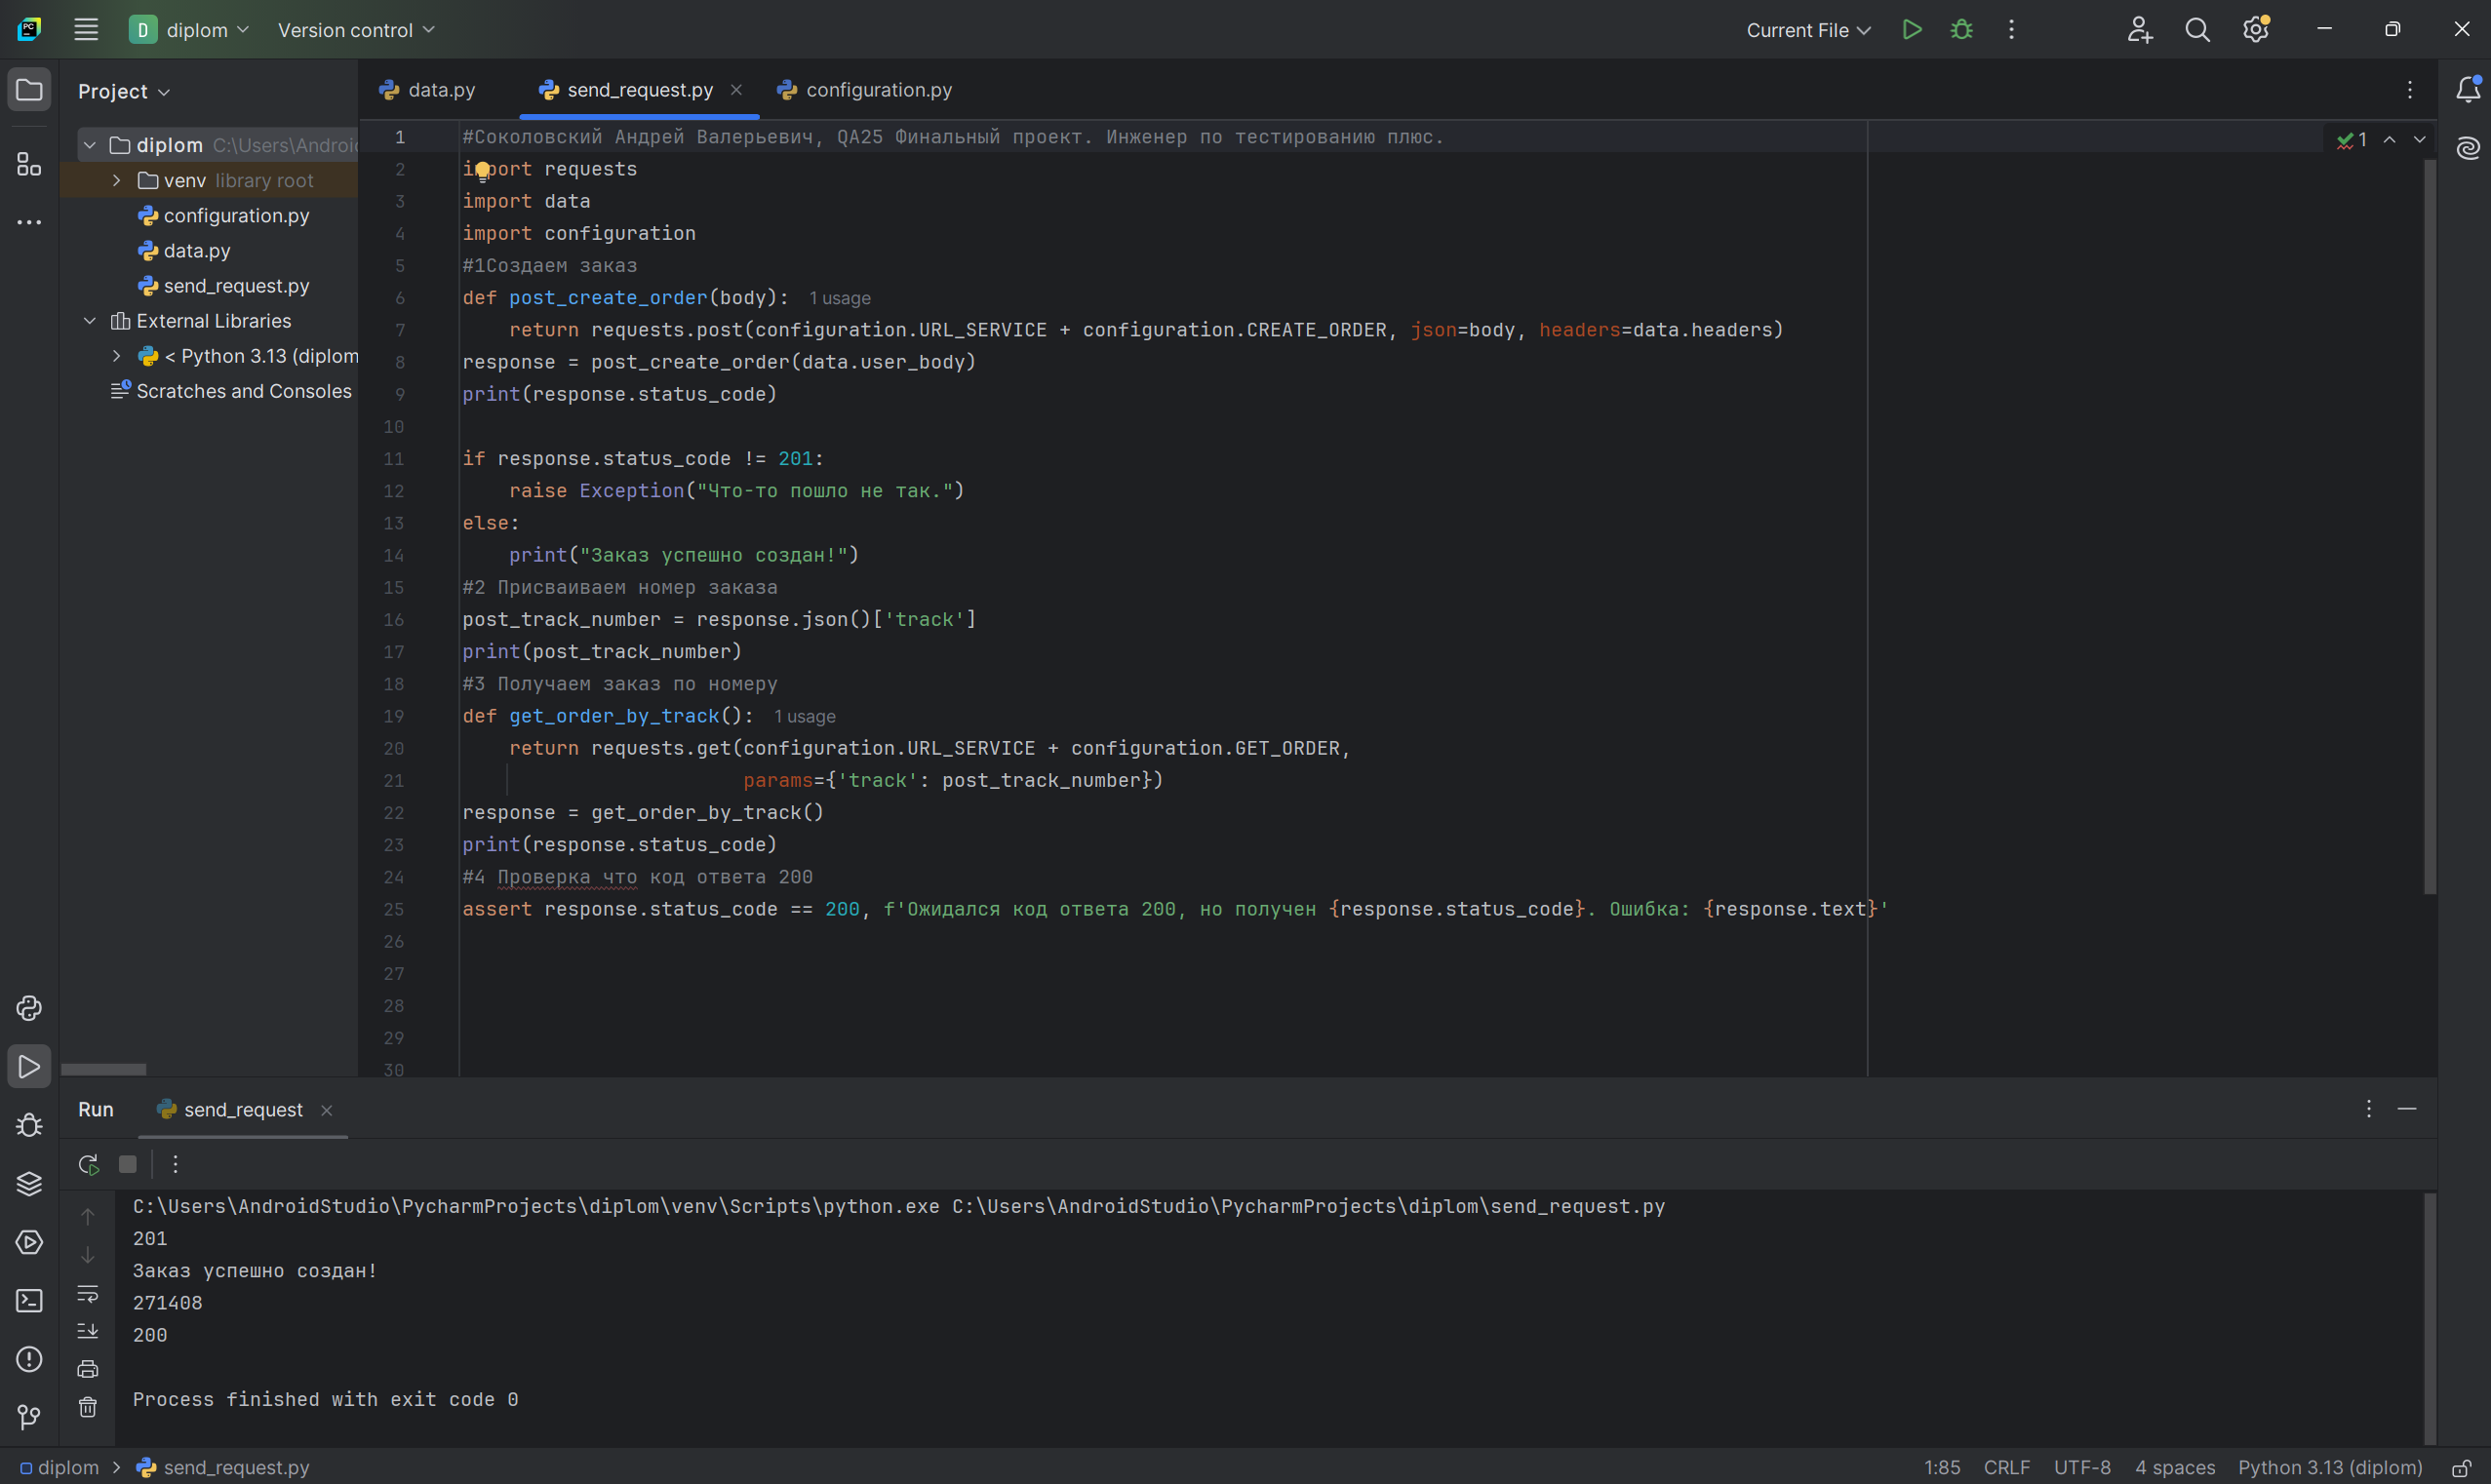 PC
D diplom Version control Current File
Project data.py send_request.py configuration.py
diplom C:\Users\Androi
venv library root
configuration.py
data.py
send_request.py
External Libraries
< Python 3.13 (diplom
Scratches and Consoles
1 #Соколовский Андрей Валерьевич, QA25 Финальный проект. Инженер по тестированию плюс. 1
2 import requests
3 import data
4 import configuration
5 #1Создаем заказ
6 def post_create_order(body): 1 usage
7 return requests.post(configuration.URL_SERVICE + configuration.CREATE_ORDER, json=body, headers=data.headers)
8 response = post_create_order(data.user_body)
9 print(response.status_code)
10
11 if response.status_code != 201:
12 raise Exception("Что-то пошло не так.")
13 else:
14 print("Заказ успешно создан!")
15 #2 Присваиваем номер заказа
16 post_track_number = response.json()['track']
17 print(post_track_number)
18 #3 Получаем заказ по номеру
19 def get_order_by_track(): 1 usage
20 return requests.get(configuration.URL_SERVICE + configuration.GET_ORDER,
21 params={'track': post_track_number})
22 response = get_order_by_track()
23 print(response.status_code)
24 #4 Проверка что код ответа 200
25 assert response.status_code == 200, f'Ожидался код ответа 200, но получен {response.status_code}. Ошибка: {response.text}'
26
27
28
29
30
Run send_request
C:\Users\AndroidStudio\PycharmProjects\diplom\venv\Scripts\python.exe C:\Users\AndroidStudio\PycharmProjects\diplom\send_request.py
201
Заказ успешно создан!
271408
200
Process finished with exit code 0
diplom > send_request.py 1:85 CRLF UTF-8 4 spaces Python 3.13 (diplom)